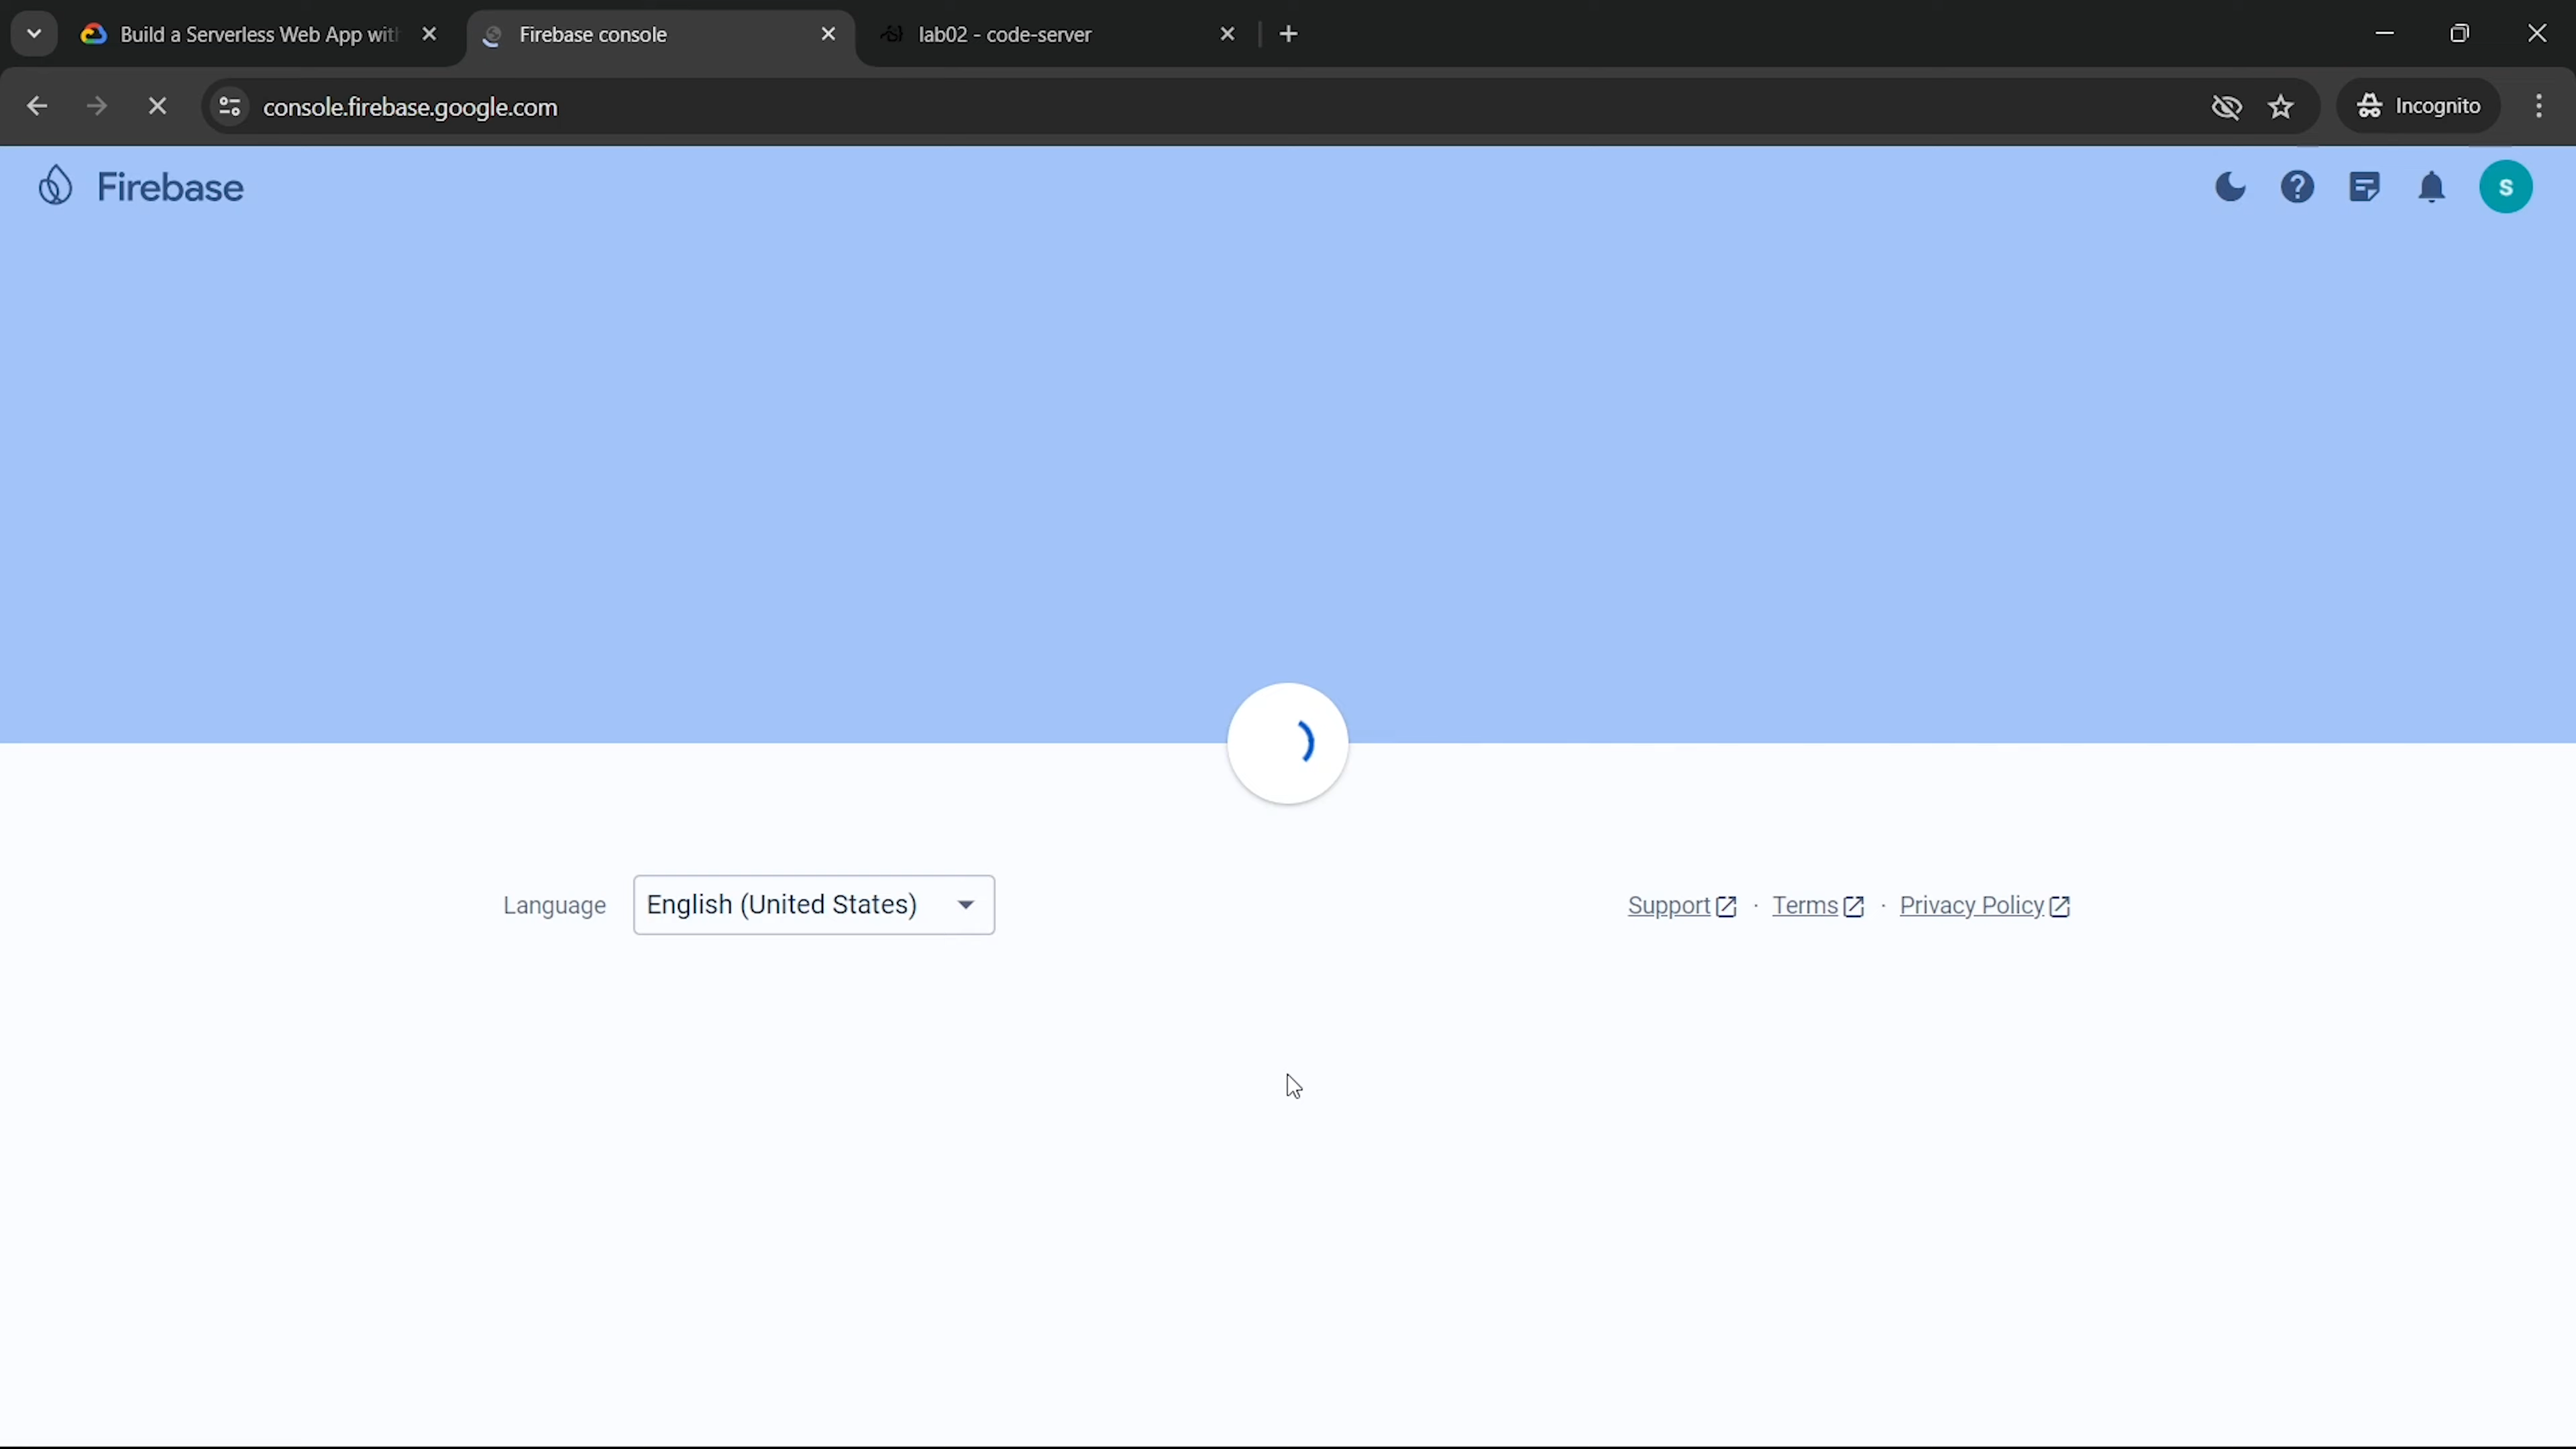 Build a Serverless Web App with
Firebase console
lab02 - code-server
console.firebase.google.com
Incognito
Firebase
S
Language
English (United States)
Support · Terms · Privacy Policy